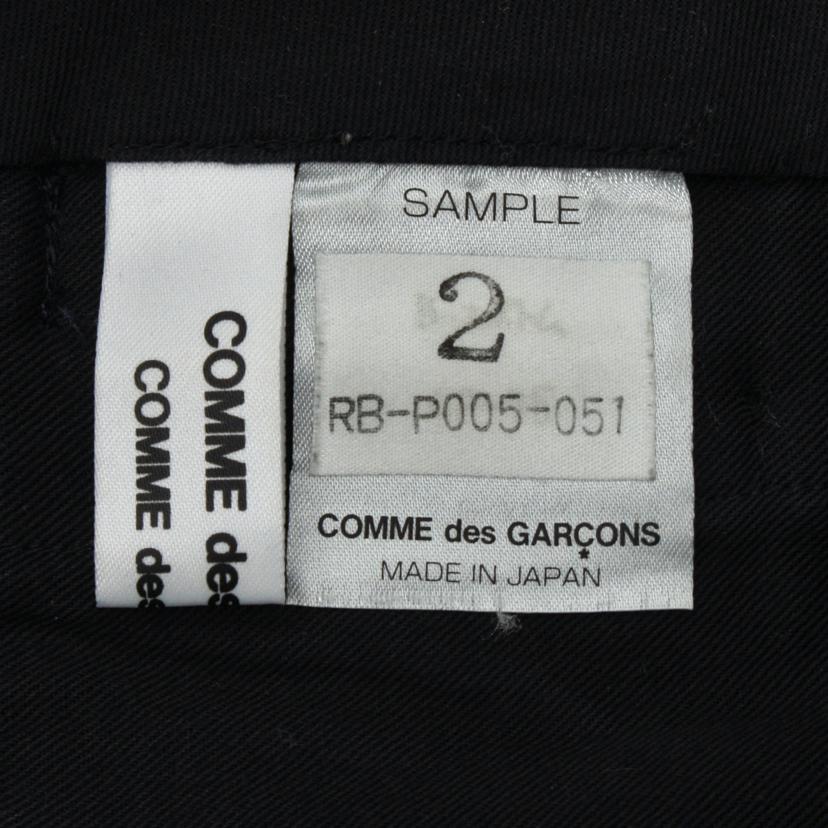 COMME des
COMME des
SAMPLE
2
RB-P005-051
COMME des GARÇONS
MADE IN JAPAN